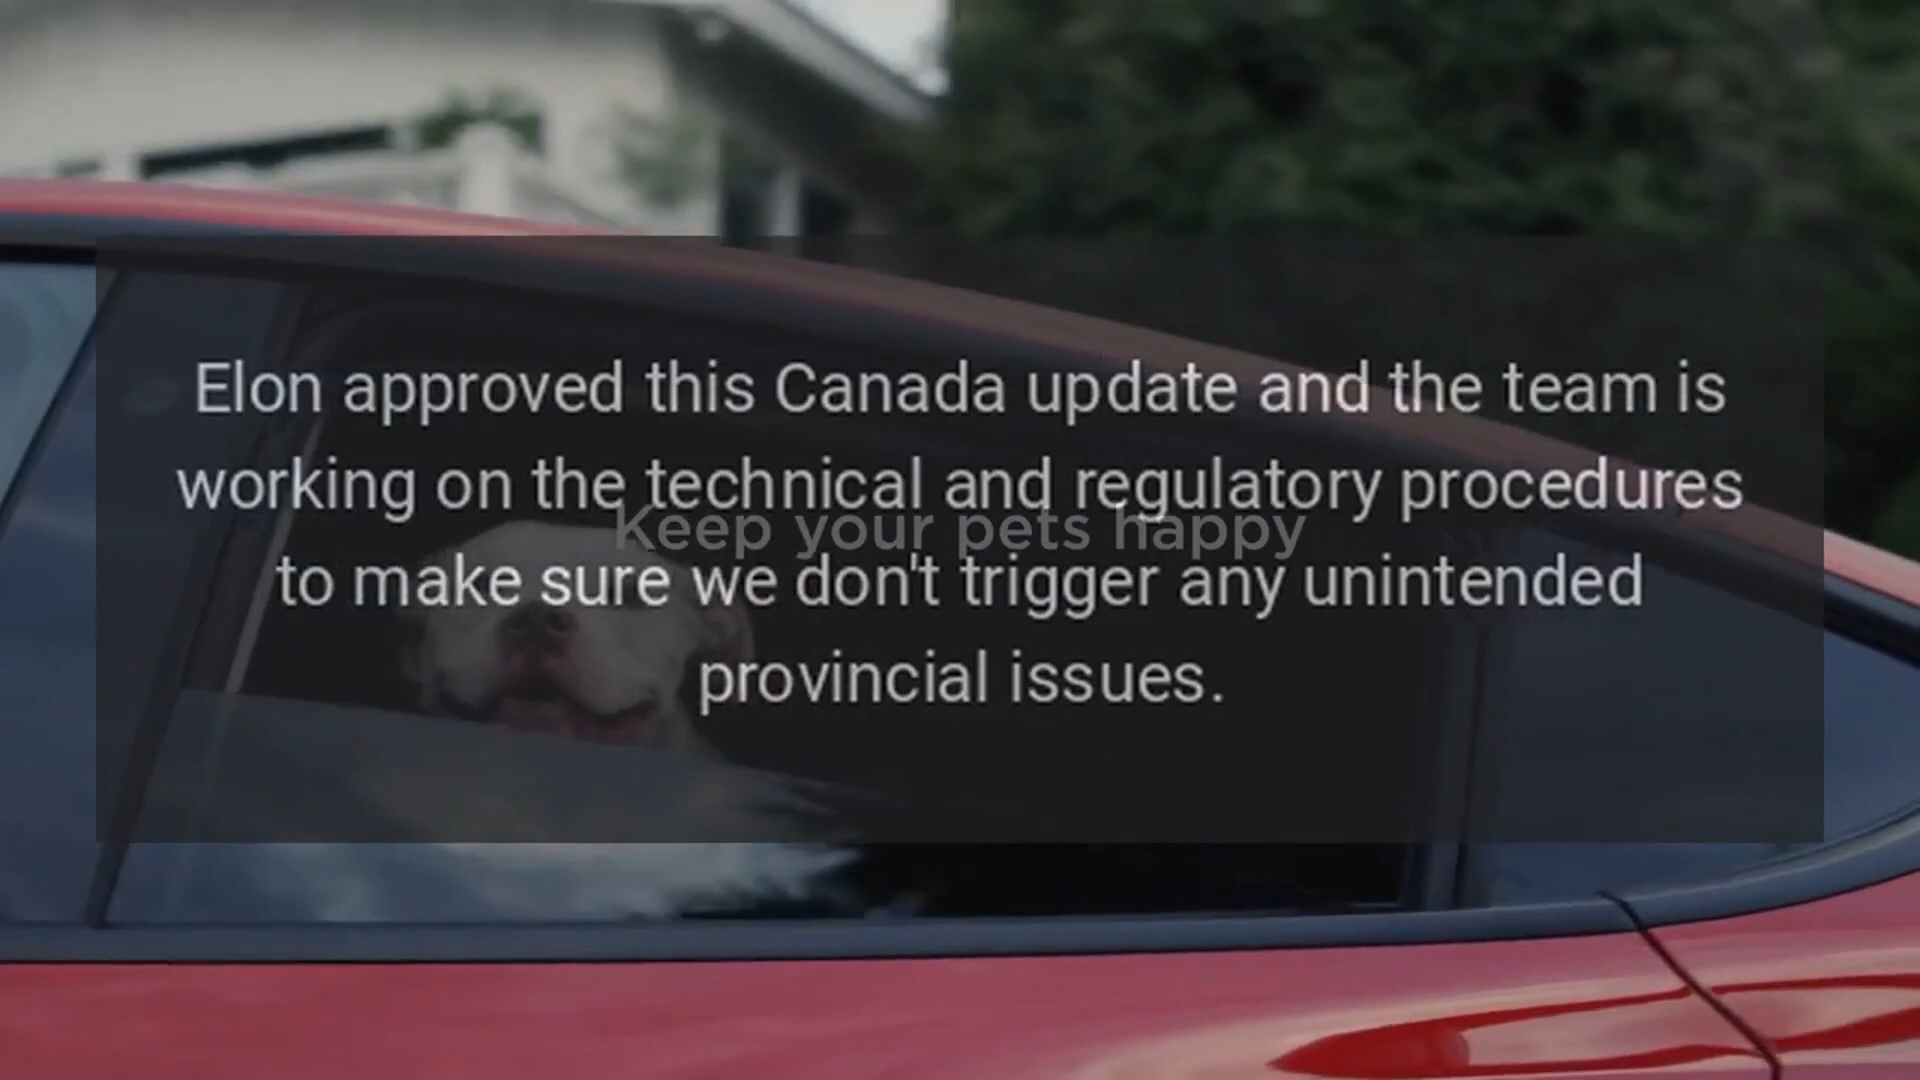 Elon approved this Canada update and the team is
working on the technical and regulatory procedures
Keep your pets happy
to make sure we don't trigger any unintended
provincial issues.